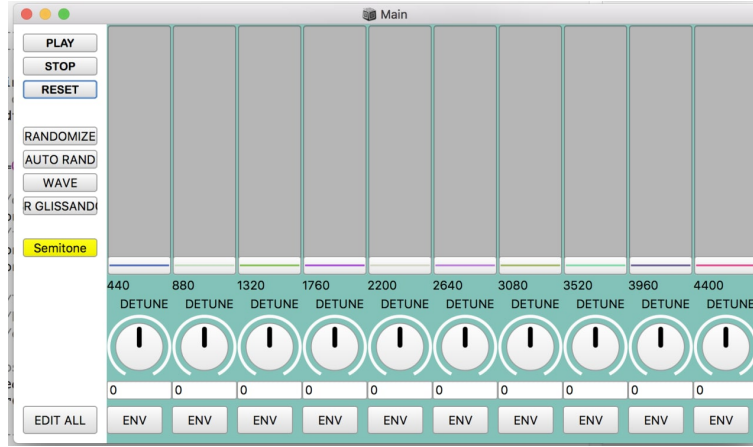 Main
PLAY
STOP
RESET
RANDOMIZE
AUTO RAND
WAVE
R GLISSAND
Semitone
440 880 1320 1760 2200 2640 3080 3520 3960 4400
DETUNE DETUNE DETUNE DETUNE DETUNE DETUNE DETUNE DETUNE DETUNE DETUNE
0 0 0 0 0 0 0 0 0 0
EDIT ALL ENV ENV ENV ENV ENV ENV ENV ENV ENV ENV